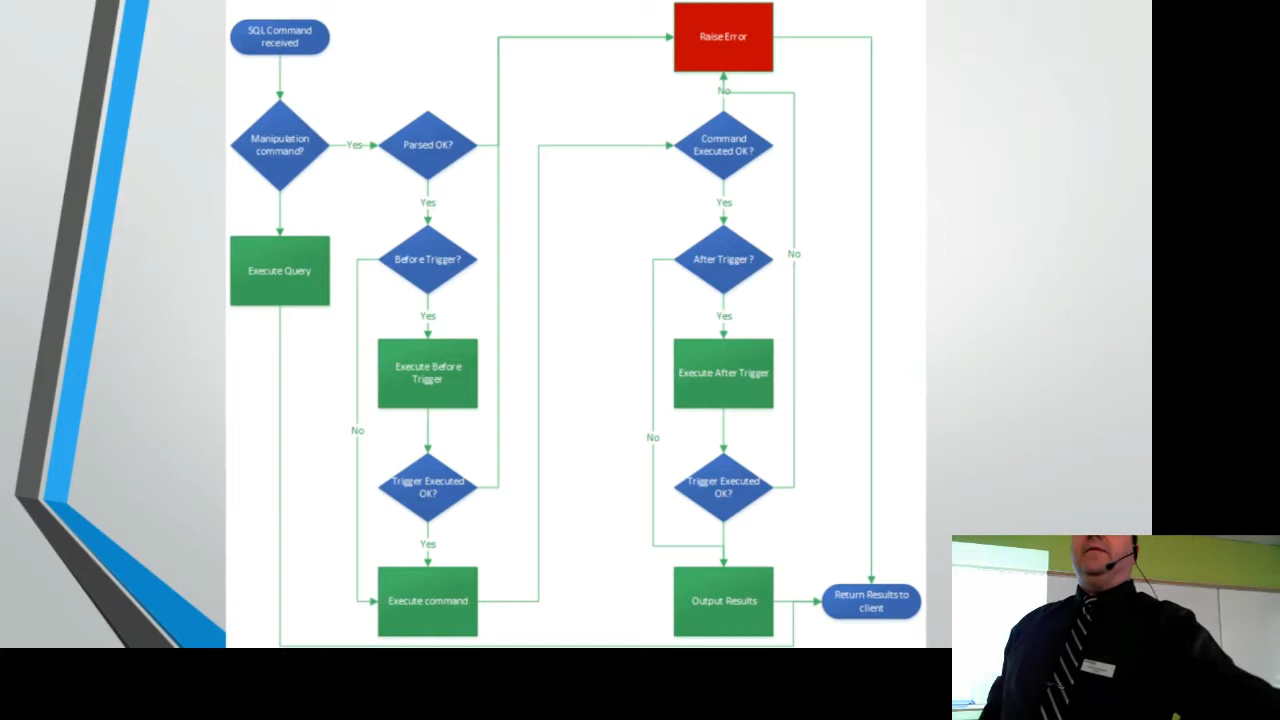 SQL Command
received
Manipulation
command?
Yes
Execute Query
Parsed OK?
Yes
Before Trigger?
Yes
No
Execute Before
Trigger
Trigger Executed
OK?
Yes
Execute command
Raise Error
No
Command
Executed OK?
Yes
After Trigger?
Yes
No
No
Execute After Trigger
Trigger Executed
OK?
Output Results
Return Results to
client